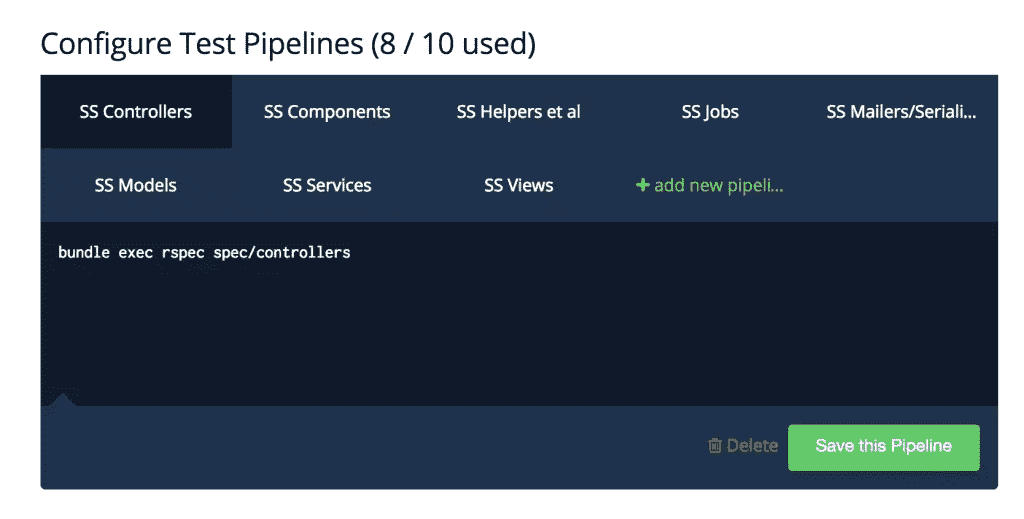 Configure Test Pipelines (8 / 10 used)
SS Controllers SS Components SS Helpers et al SS Jobs SS Mailers/Seriali...
SS Models SS Services SS Views + add new pipeli...
bundle exec rspec spec/controllers
Delete Save this Pipeline